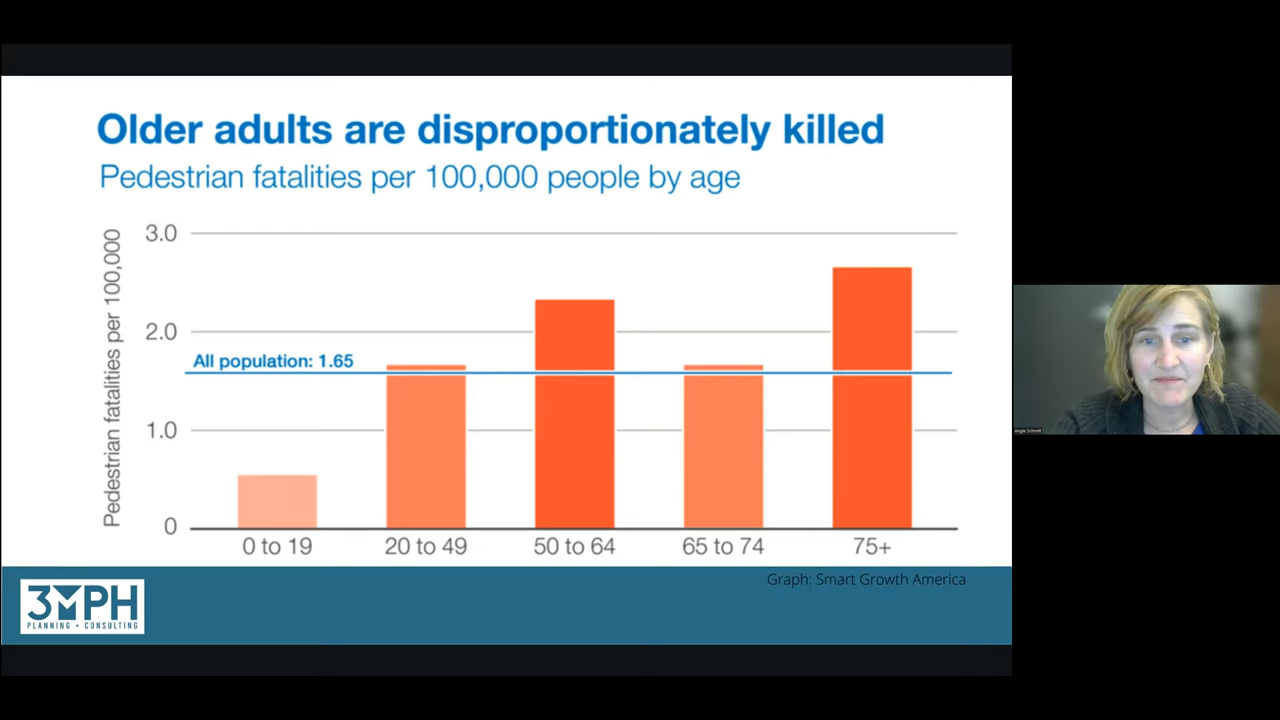 Older adults are disproportionately killed
Pedestrian fatalities per 100,000 people by age
Pedestrian fatalities per 100,000
3.0
2.0
All population: 1.65
1.0
0
0 to 19
20 to 49
50 to 64
65 to 74
75+
Graph: Smart Growth America
3MPH
PLANNING + CONSULTING
Angie Schmitt